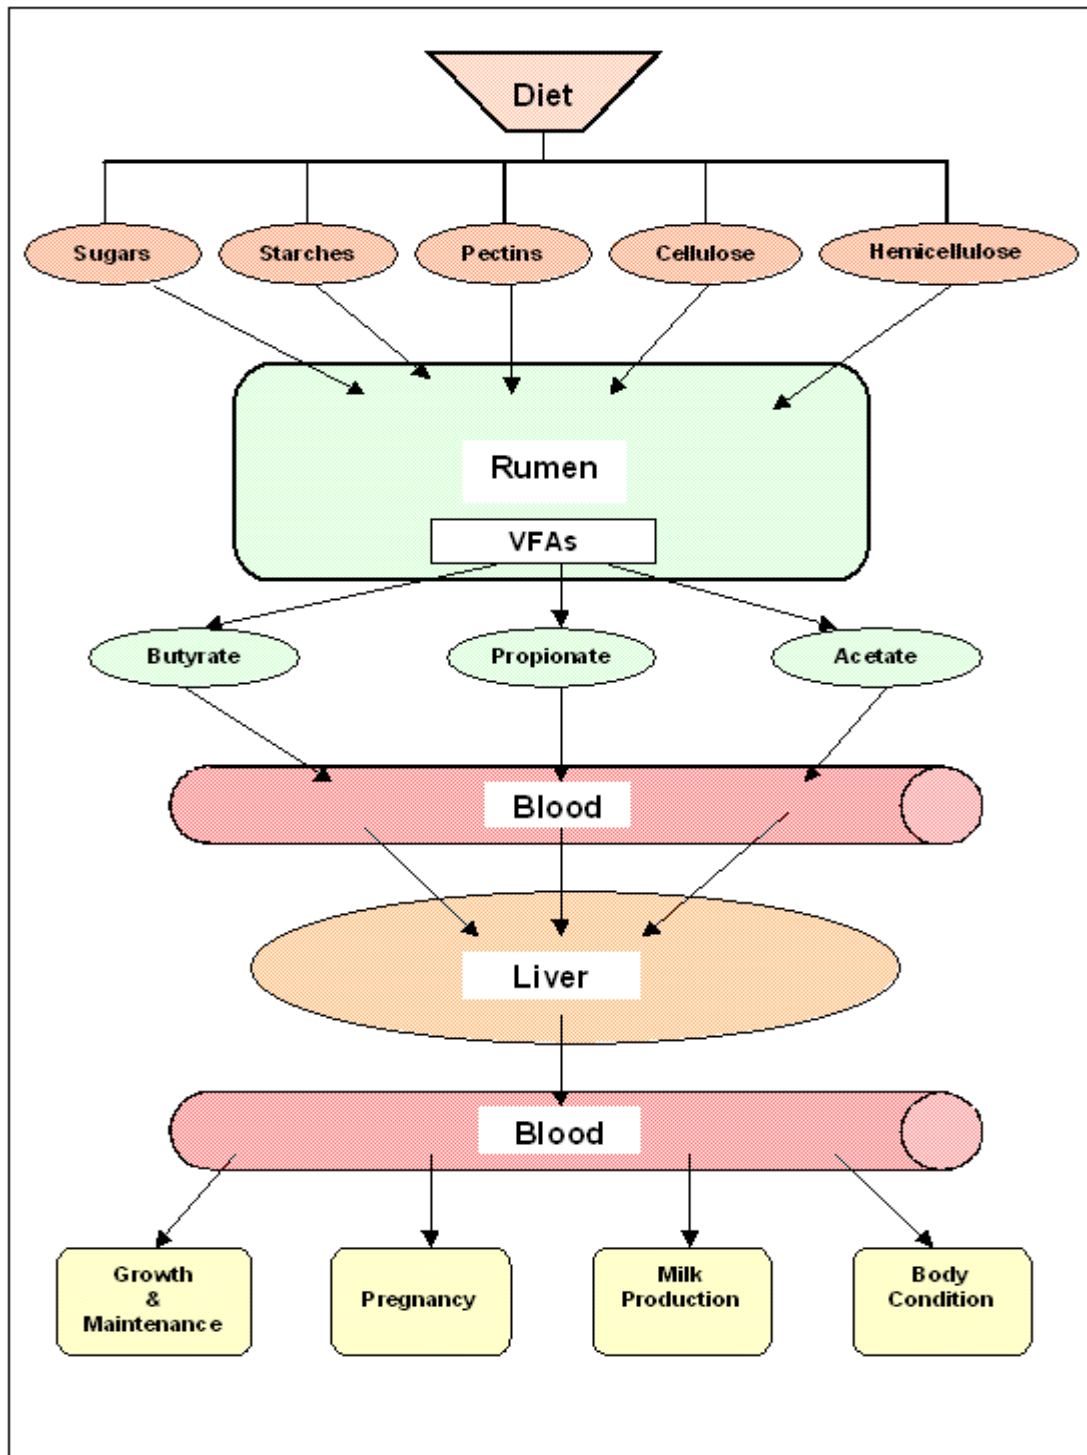 Diet
Sugars
Starches
Pectins
Cellulose
Hemicellulose
Rumen
VFAs
Butyrate
Propionate
Acetate
Blood
Liver
Blood
Growth
&
Maintenance
Pregnancy
Milk
Production
Body
Condition